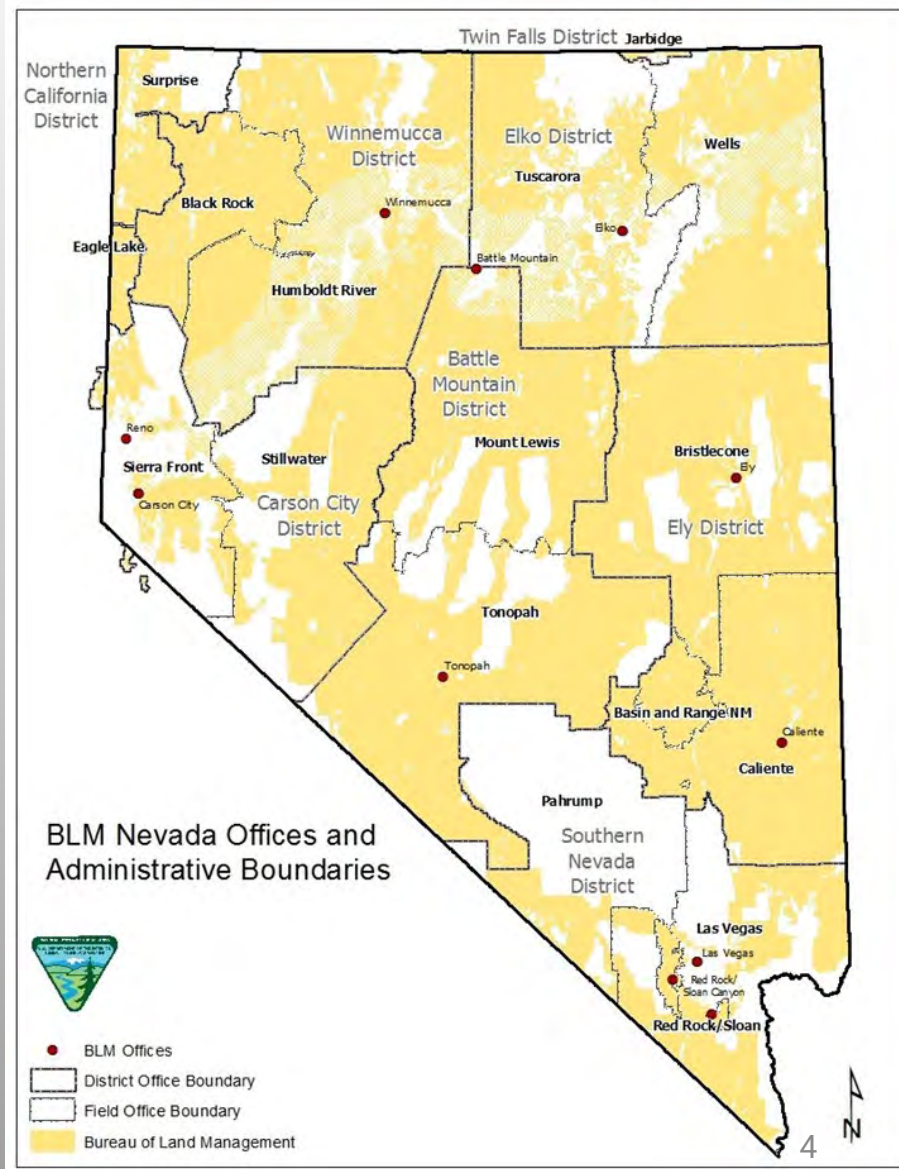 Twin Falls District
Jarbidge
Northern
California
District
Surprise
Winnemucca
District
Elko District
Wells
Tuscarora
Black Rock
Winnemucca
Elko
Eagle Lake
Battle Mountain
Humboldt River
Battle
Mountain
District
Reno
Stillwater
Mount Lewis
Bristlecone
Sierra Front
Ely
Carson City
Carson City
District
Ely District
Tonopah
Tonopah
Basin and Range NM
Caliente
Caliente
Pahrump
Southern
Nevada
District
BLM Nevada Offices and
Administrative Boundaries
Las Vegas
Las Vegas
Red Rock/
Sloan Canyon
Red Rock/Sloan
BLM Offices
District Office Boundary
Field Office Boundary
Bureau of Land Management
N
4